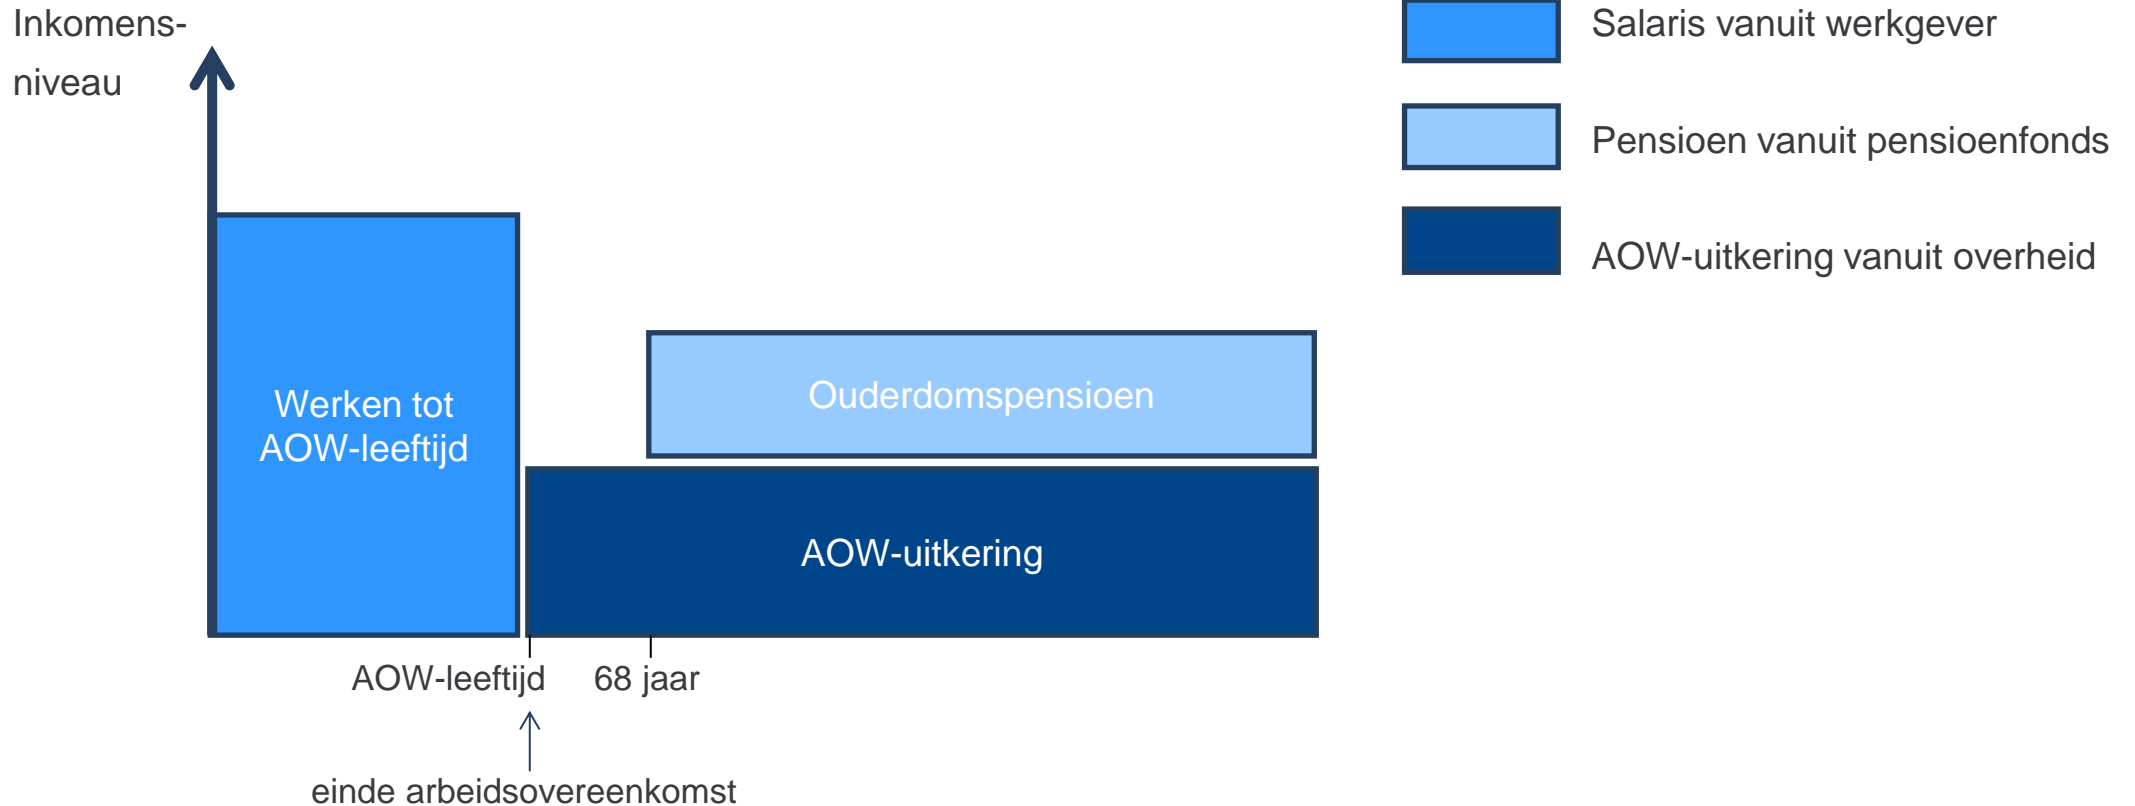 Inkomens-
niveau
Salaris vanuit werkgever
Pensioen vanuit pensioenfonds
AOW-uitkering vanuit overheid
Werken tot
AOW-leeftijd
Ouderdomspensioen
AOW-uitkering
AOW-leeftijd
68 jaar
einde arbeidsovereenkomst